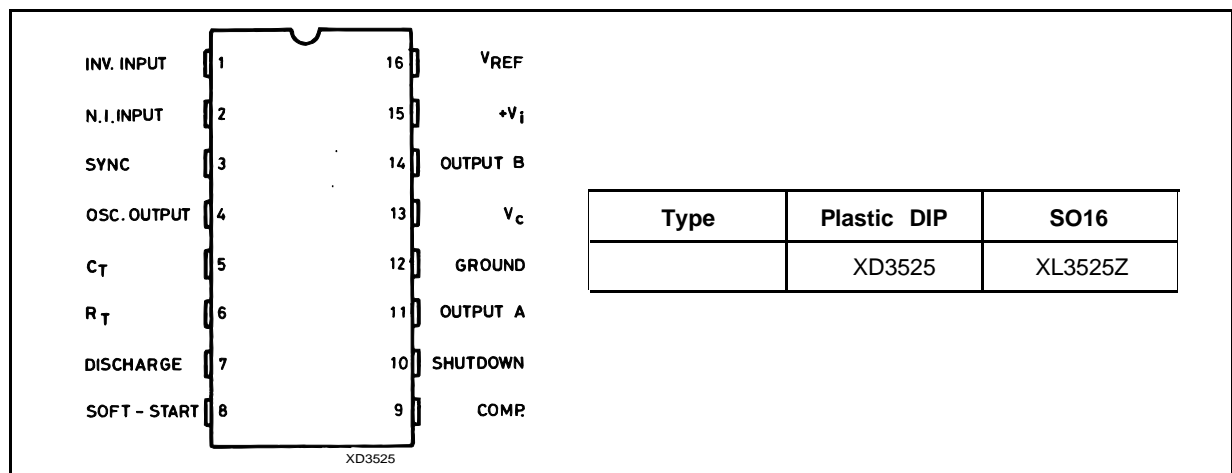 INV. INPUT 1 16 VREF
N.I. INPUT 2 15 +Vi
SYNC 3 14 OUTPUT B
OSC. OUTPUT 4 13 Vc
CT 5 12 GROUND
RT 6 11 OUTPUT A
DISCHARGE 7 10 SHUTDOWN
SOFT - START 8 9 COMP.
XD3525
Type Plastic DIP SO16
XD3525 XL3525Z